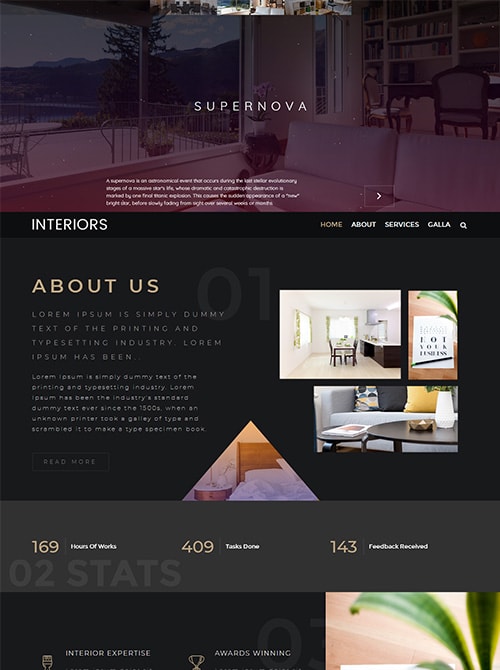 SUPERNOVA
A supernova is an astronomical event that occurs during the last stellar evolutionary
stages of a massive star's life, whose dramatic and catastrophic destruction is
marked by one final titanic explosion. This causes the sudden appearance of a "new"
bright star, before slowly fading from sight over several weeks or months
INTERIORS
HOME ABOUT SERVICES GALLA
01
ABOUT US
LOREM IPSUM IS SIMPLY DUMMY
TEXT OF THE PRINTING AND
TYPESETTING INDUSTRY. LOREM
IPSUM HAS BEEN..
Lorem Ipsum is simply dummy text of the
printing and typesetting industry. Lorem
Ipsum has been the industry's standard
dummy text ever since the 1500s, when an
unknown printer took a galley of type and
scrambled it to make a type specimen book.
NOT
YOUR
BUSINESS
READ MORE
169 Hours Of Works
409 Tasks Done
143 Feedback Received
02 STATS
03
INTERIOR EXPERTISE
AWARDS WINNING